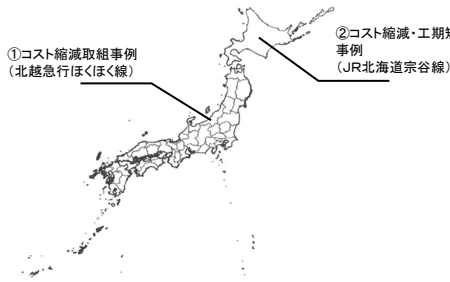 ①コスト縮減取組事例
(北越急行ほくほく線)
②コスト縮減・工期短
事例
(JR北海道宗谷線)